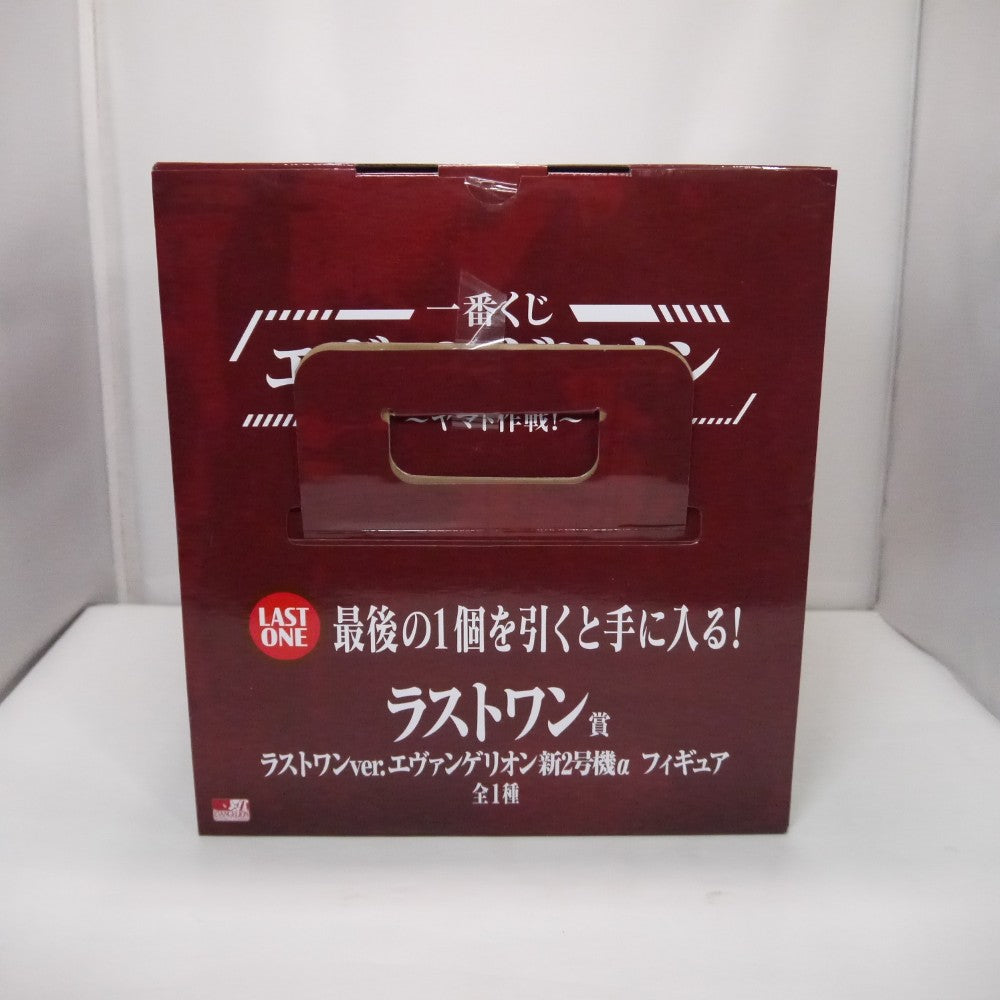 一番くじ
～ヤマト作戦!～
LAST
ONE
最後の1個を引くと手に入る!
ラストワン賞
ラストワンver.エヴァンゲリオン新2号機α フィギュア
全1種